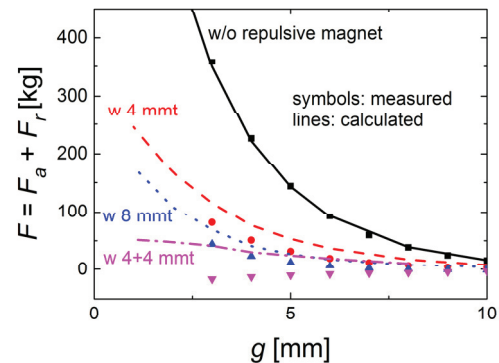 400
300
200
100
0
F = Fₐ + Fᵣ [kg]
w/o repulsive magnet
symbols: measured
lines: calculated
w 4 mmt
w 8 mmt
w 4+4 mmt
0 5 10
g [mm]